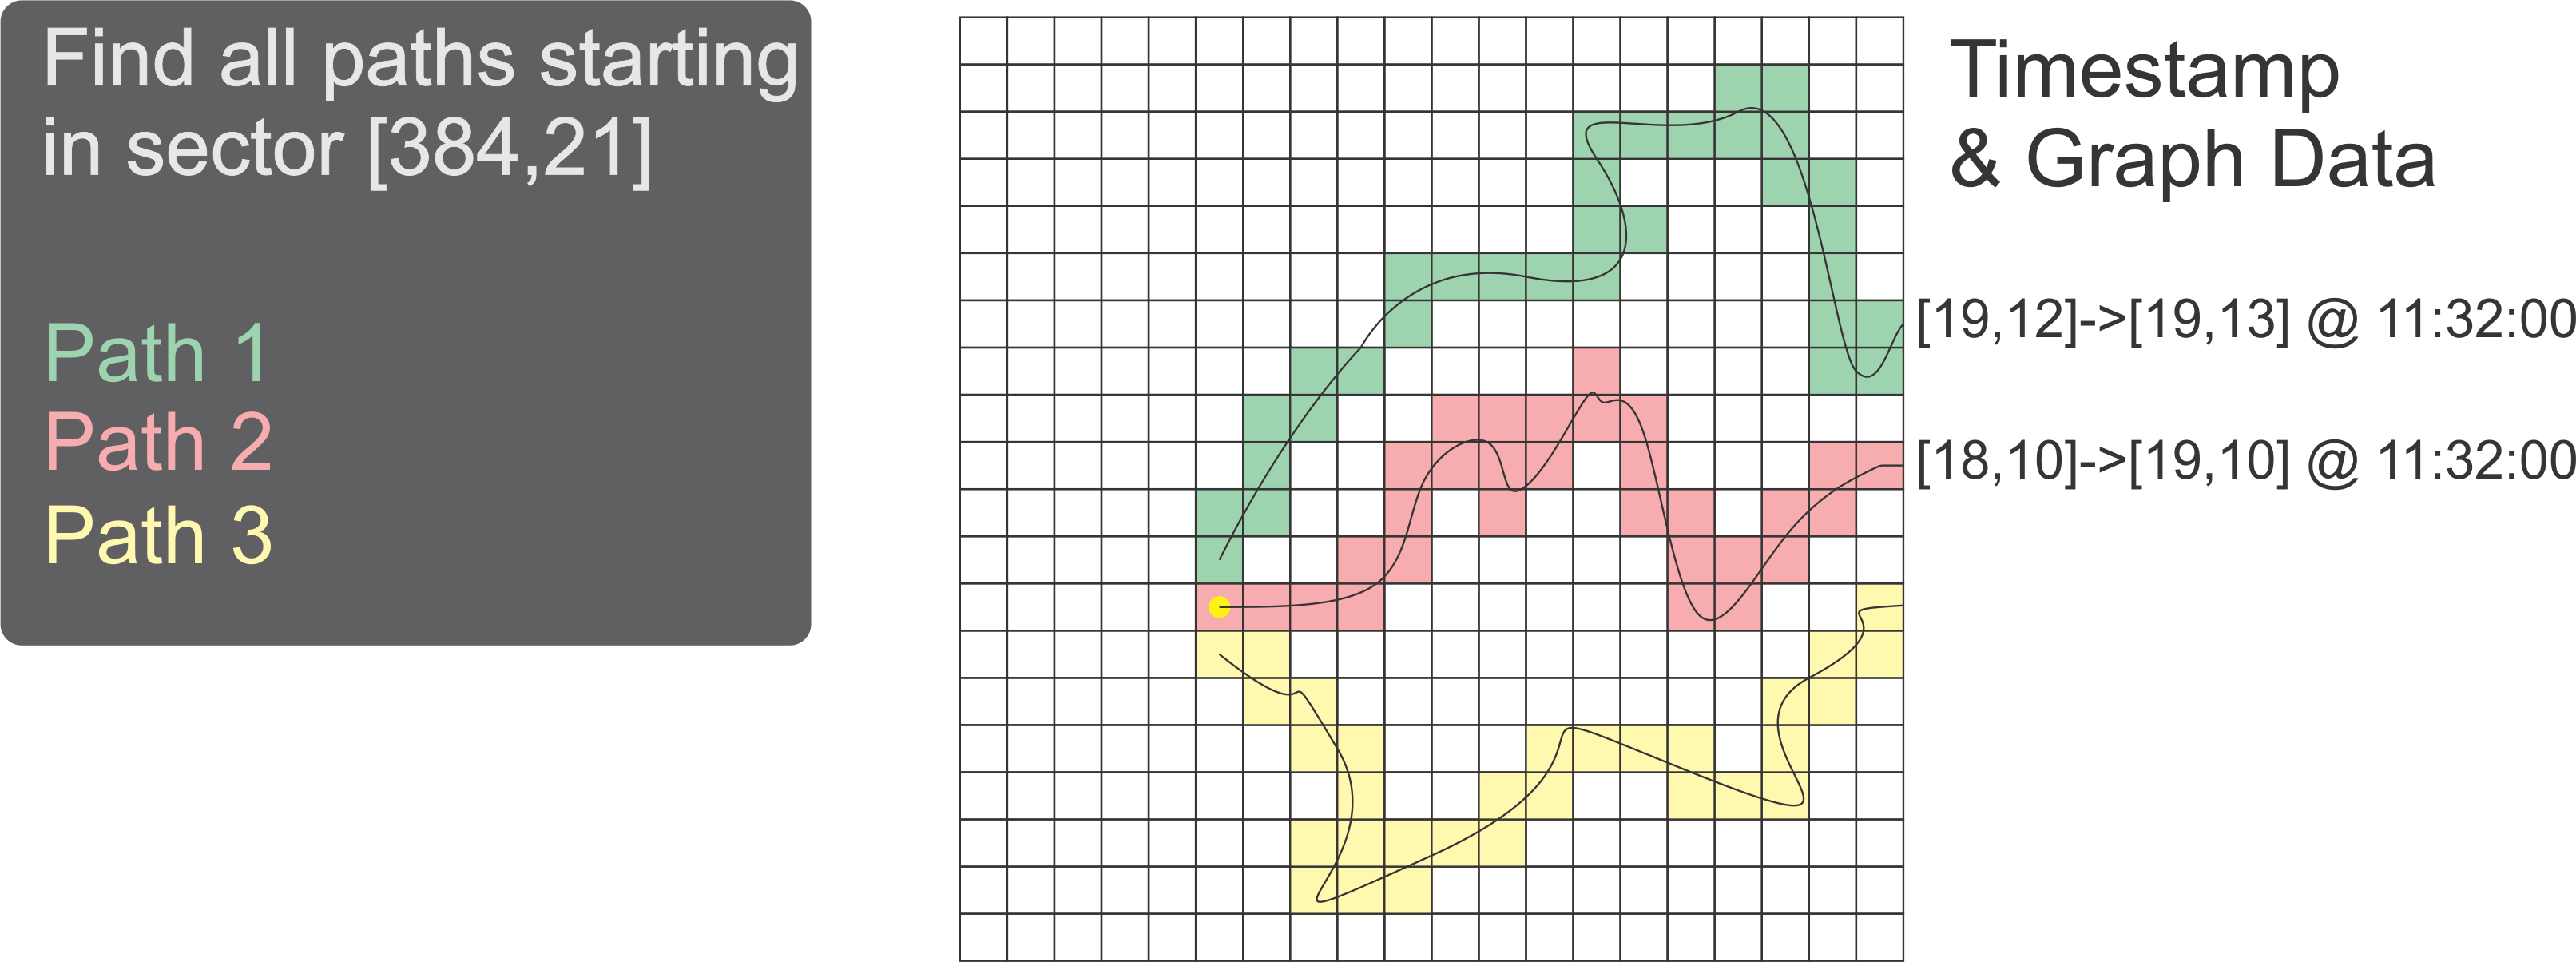 Find all paths starting
in sector [384,21]
Path 1
Path 2
Path 3
Timestamp
& Graph Data
[19,12]->[19,13] @ 11:32:00
[18,10]->[19,10] @ 11:32:00